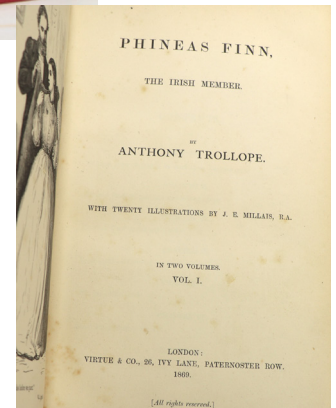 PHINEAS FINN,
THE IRISH MEMBER.
BY
ANTHONY TROLLOPE.
WITH TWENTY ILLUSTRATIONS BY J. E. MILLAIS, R.A.
IN TWO VOLUMES.
VOL. I.
LONDON:
VIRTUE & CO., 26, IVY LANE, PATERNOSTER ROW.
1869.
[All rights reserved.]